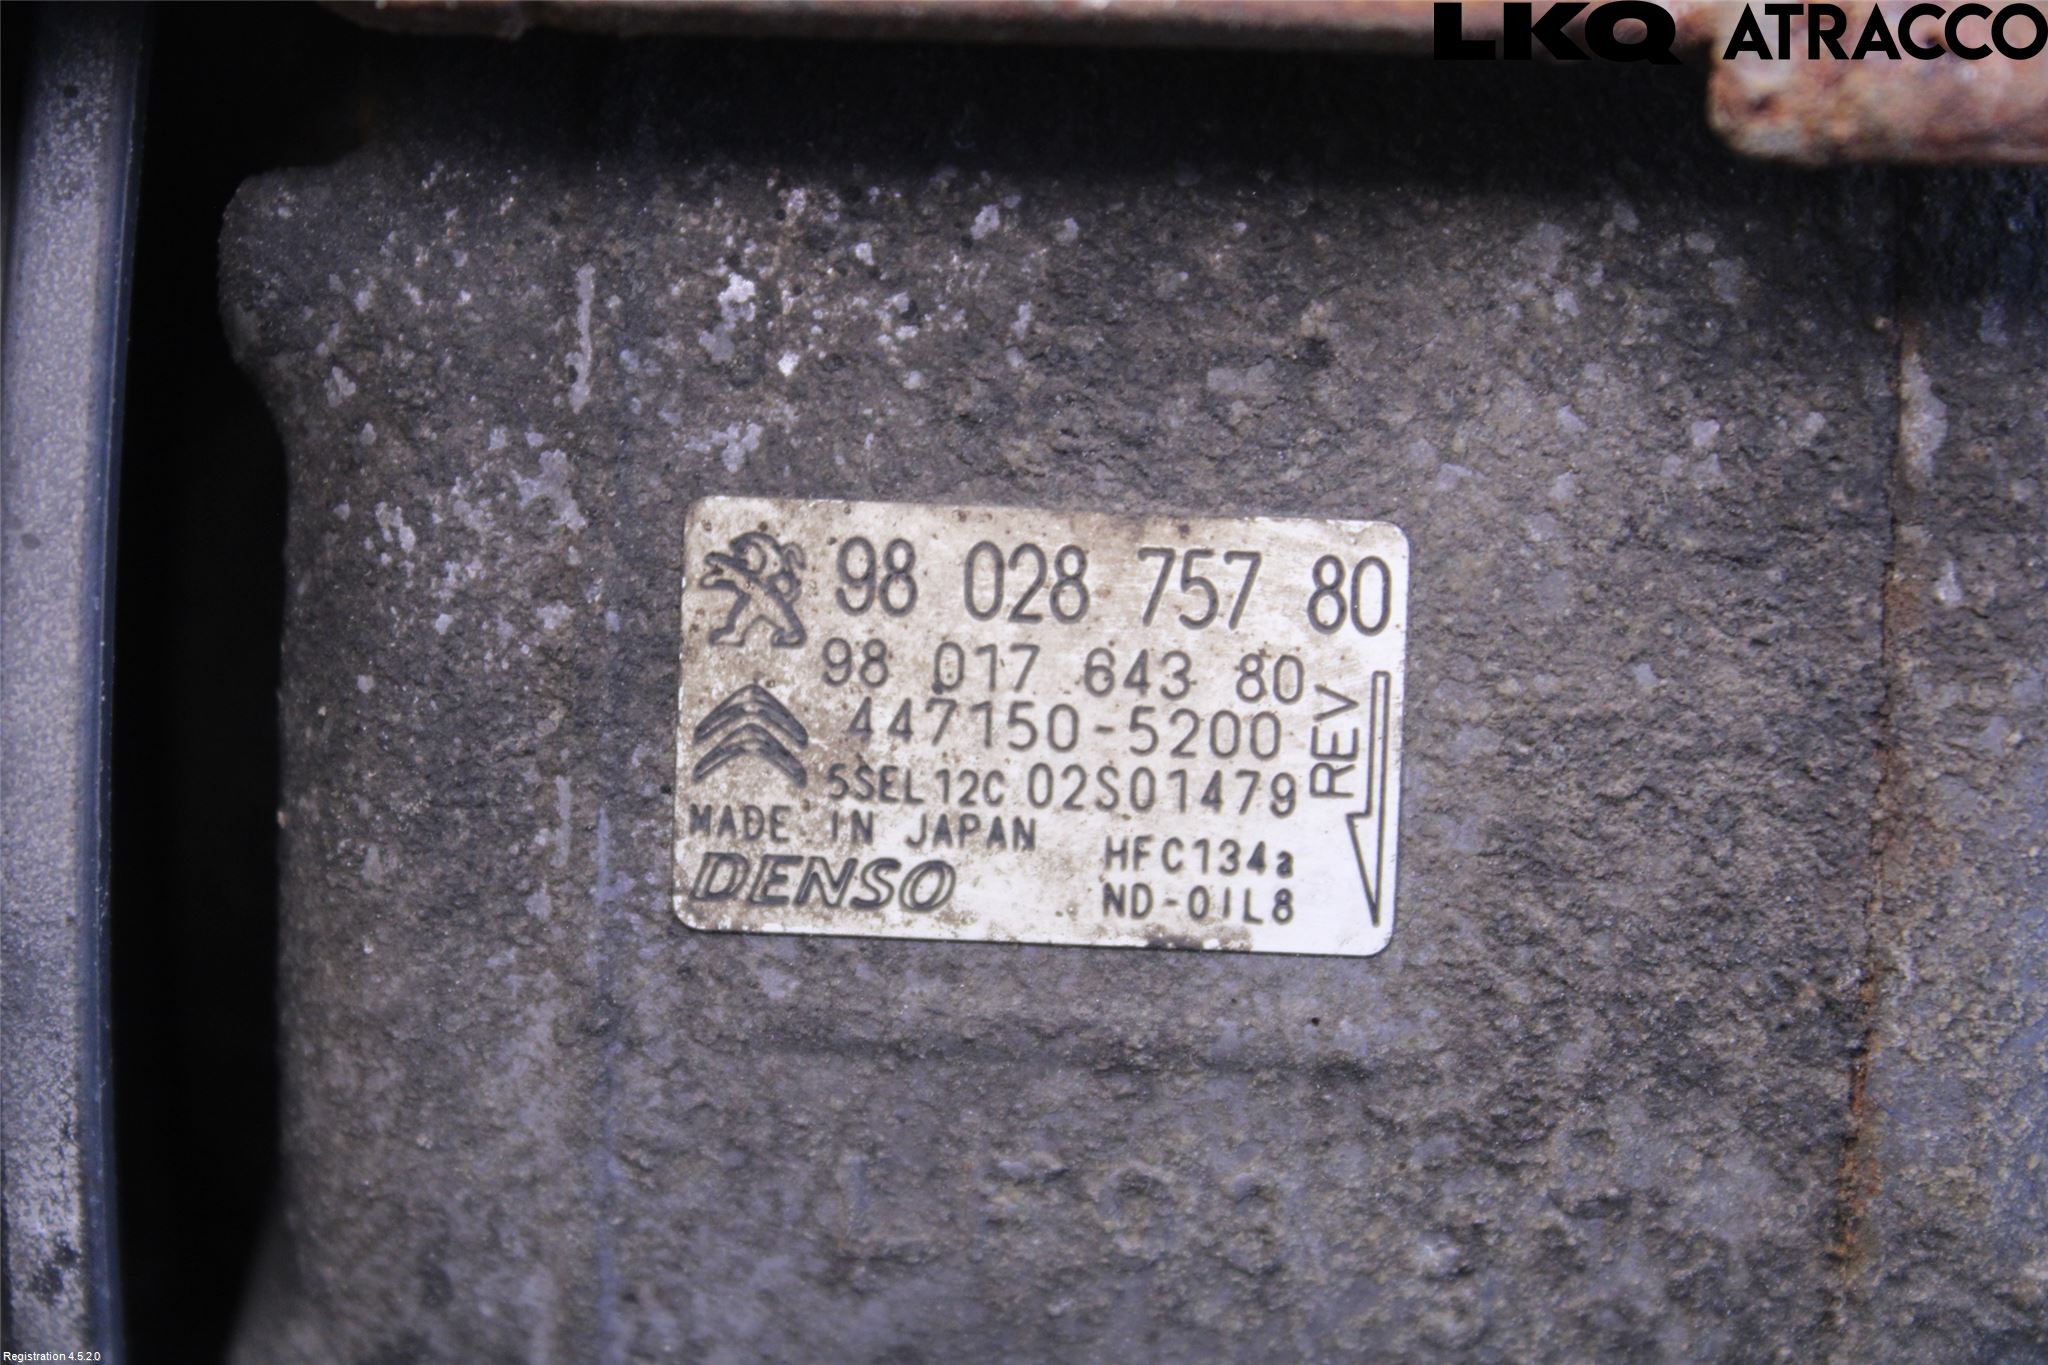 LKQ ATRACCO
98 028 757 80
98 017 643 80
447150-5200
REV
5SEL12C 02S01479
MADE IN JAPAN
HFC134a
DENSO
ND-OIL8
Registration 4.5.2.0